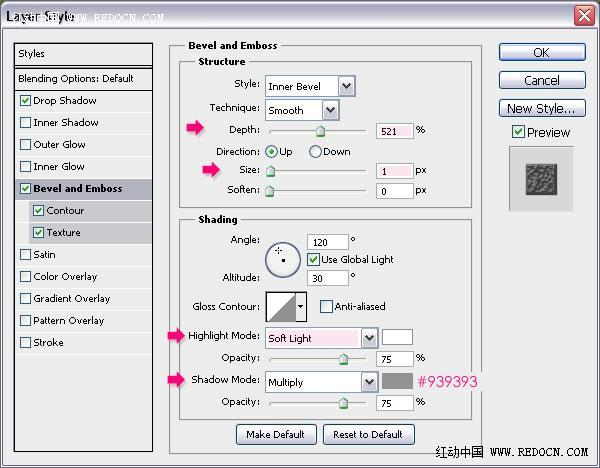 Layer Style
红动中国 WWW.REDOCN.COM
Styles
Blending Options: Default
Drop Shadow
Inner Shadow
Outer Glow
Inner Glow
Bevel and Emboss
Contour
Texture
Satin
Color Overlay
Gradient Overlay
Pattern Overlay
Stroke
Bevel and Emboss
Structure
Style: Inner Bevel
Technique: Smooth
Depth: 521 %
Direction: Up Down
Size: 1 px
Soften: 0 px
Shading
Angle: 120 °
Use Global Light
Altitude: 30 °
Gloss Contour: Anti-aliased
Highlight Mode: Soft Light
Opacity: 75 %
Shadow Mode: Multiply #939393
Opacity: 75 %
Make Default Reset to Default
OK
Cancel
New Style...
Preview
红动中国 WWW.REDOCN.COM